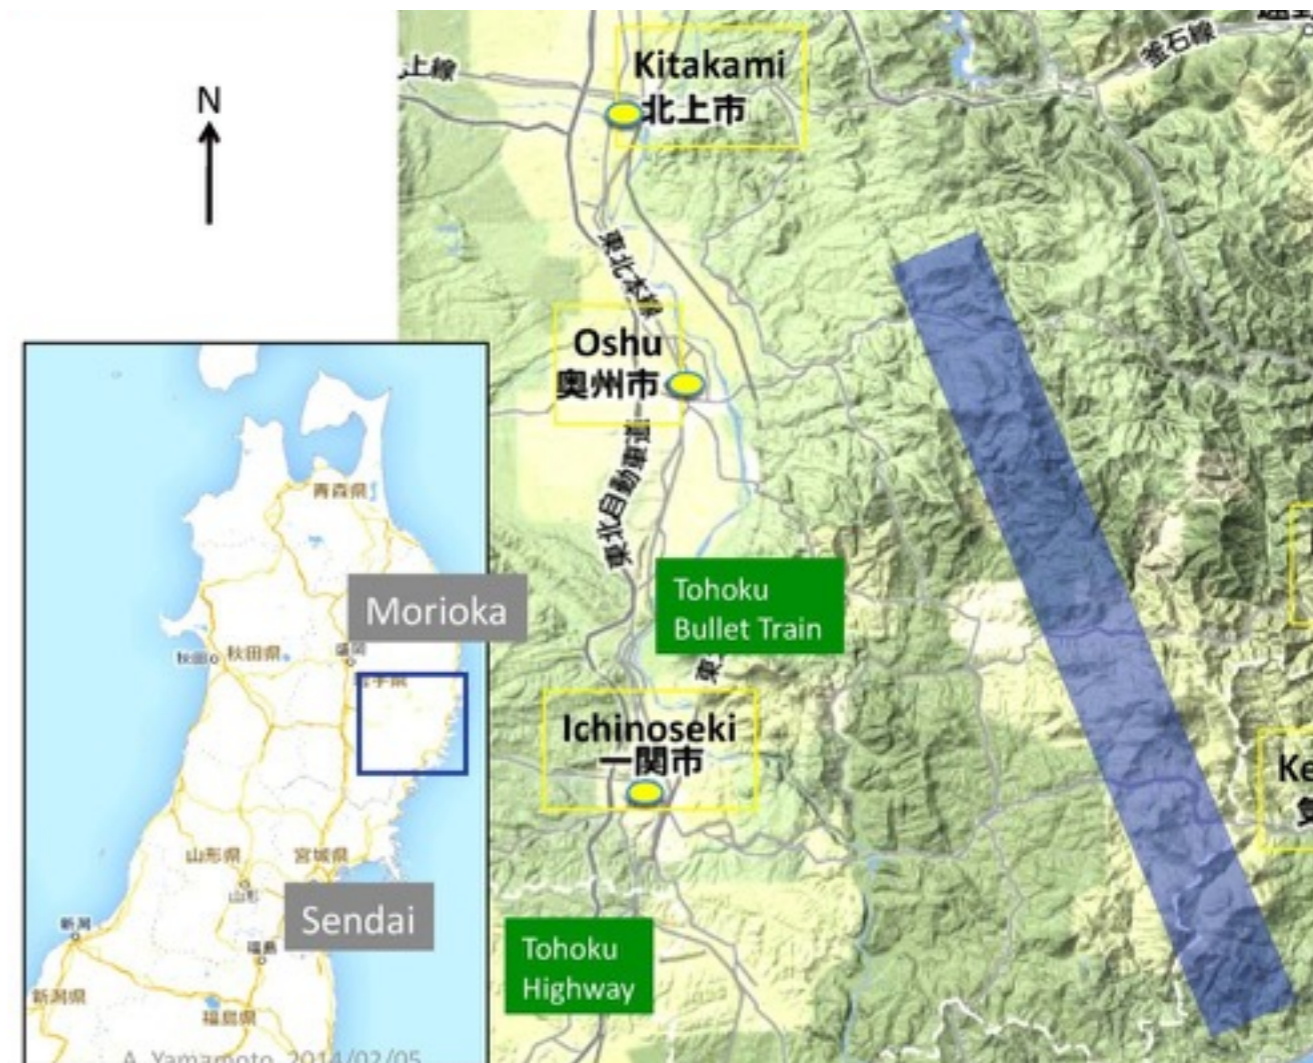 N
上線
Kitakami
北上市
釜石線
東北本線
Oshu
奥州市
東北自動車道
Tohoku
Bullet Train
Ichinoseki
一関市
Ke
Tohoku
Highway
青森県
Morioka
秋田
秋田県
盛岡
岩手県
山形県
宮城県
山形
Sendai
新潟
福島
新潟県
福島県
A. Yamamoto 2014/02/05